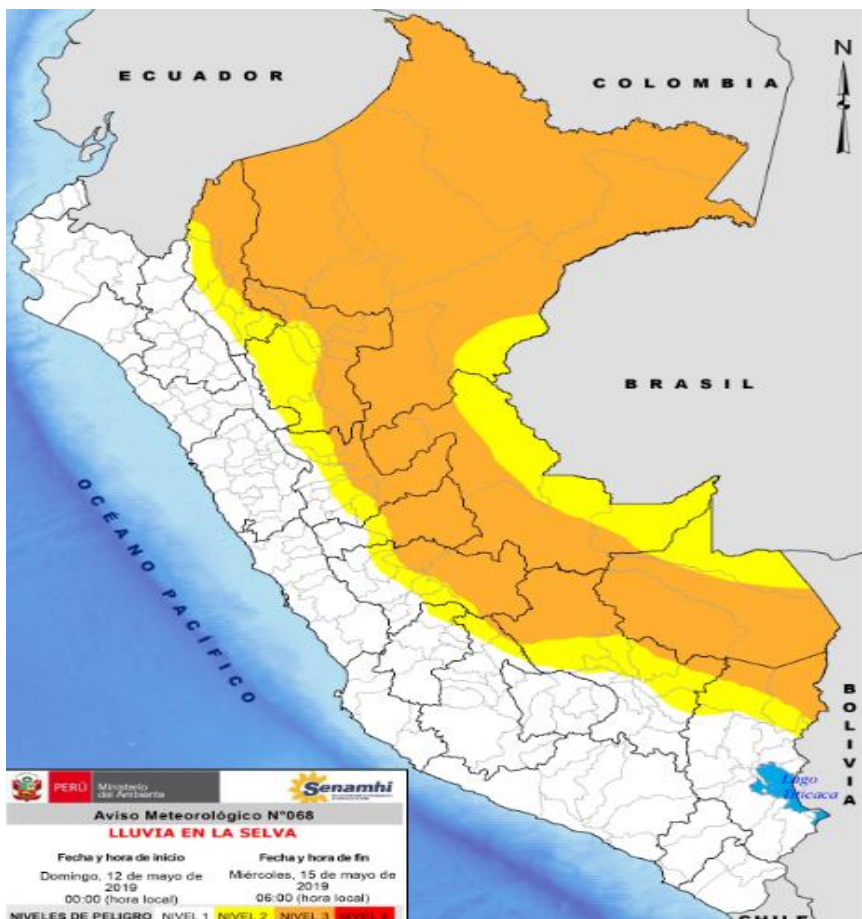 N
ECUADOR
COLOMBIA
BRASIL
OCÉANO PACÍFICO
BOLIVIA
Lago
Titicaca
PERÚ Ministerio
del Ambiente
Senamhi
Aviso Meteorológico N°068
LLUVIA EN LA SELVA
Fecha y hora de inicio Fecha y hora de fin
Domingo, 12 de mayo de Miércoles, 15 de mayo de
2019 2019
00:00 (hora local) 06:00 (hora local)
NIVELES DE PELIGRO NIVEL 1 NIVEL 2 NIVEL 3 NIVEL 4
CHILE